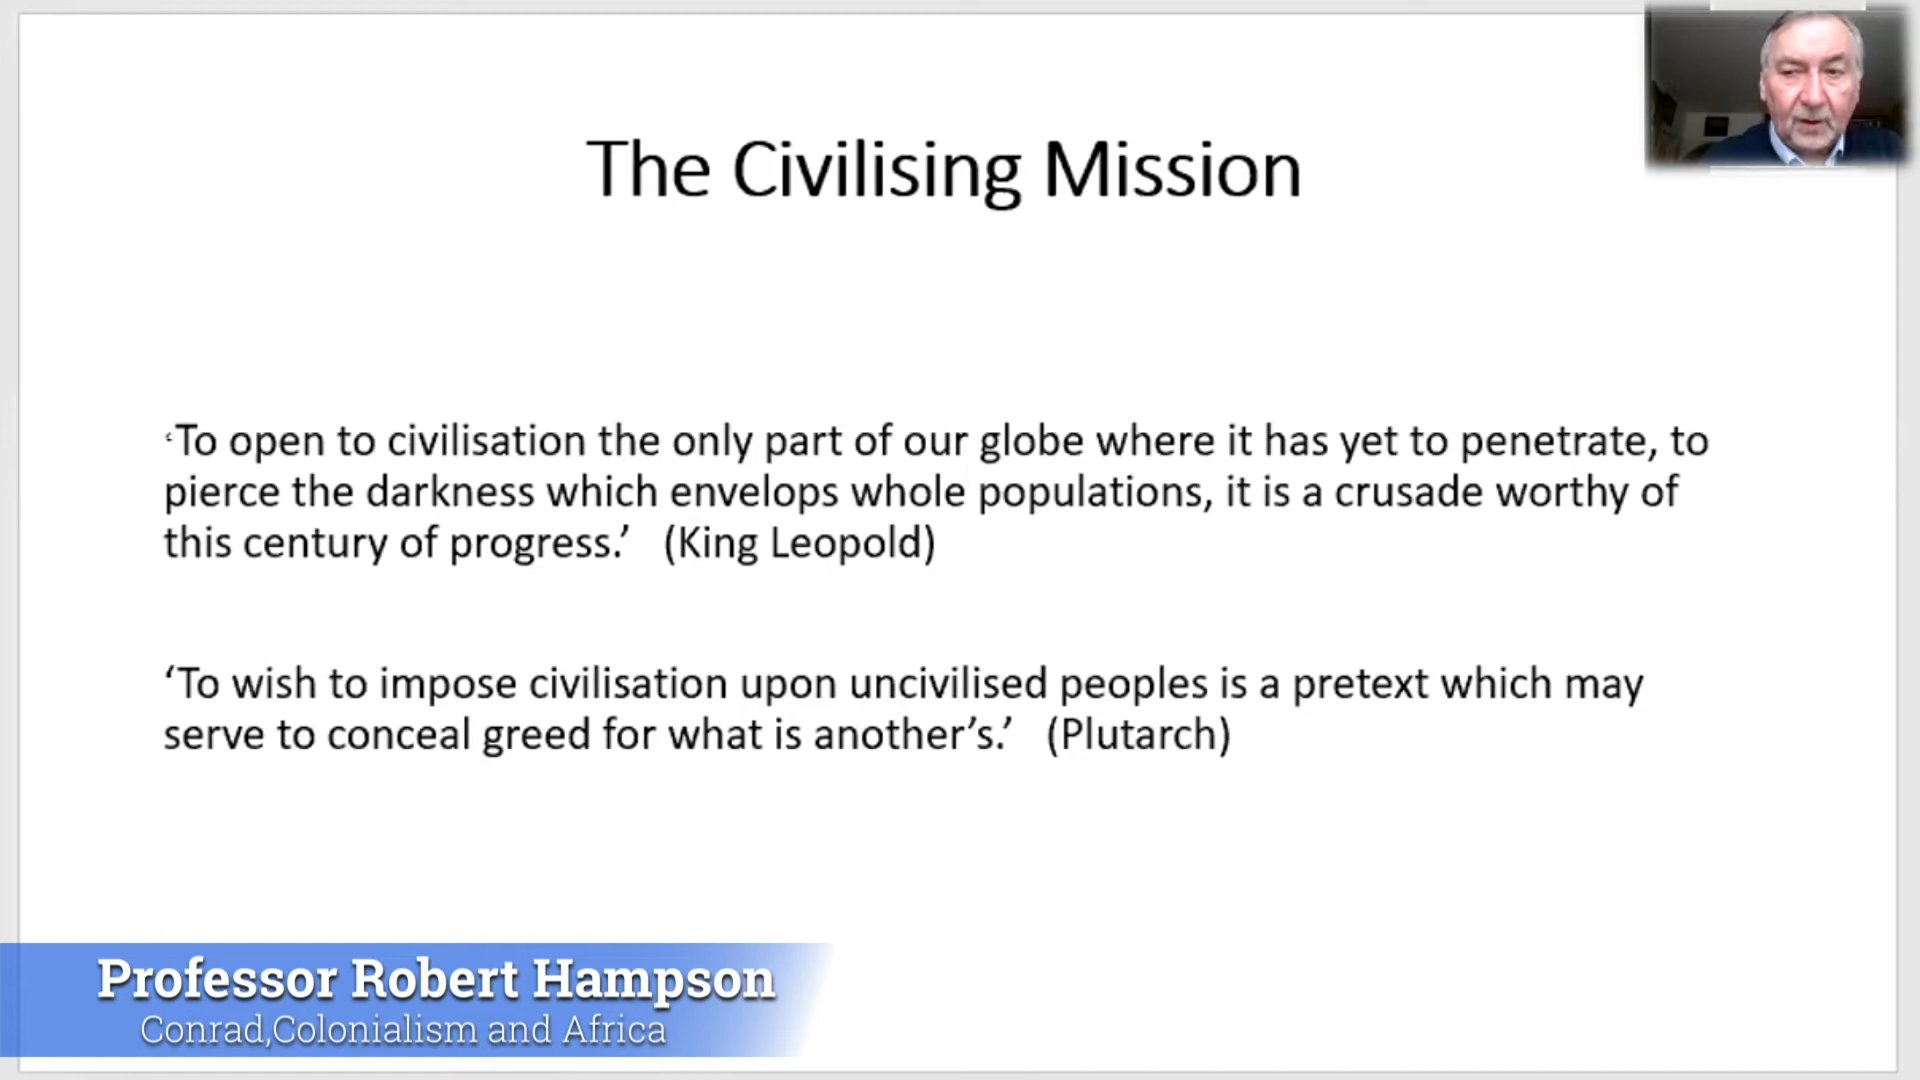 The Civilising Mission
‘To open to civilisation the only part of our globe where it has yet to penetrate, to
pierce the darkness which envelops whole populations, it is a crusade worthy of
this century of progress.’ (King Leopold)
‘To wish to impose civilisation upon uncivilised peoples is a pretext which may
serve to conceal greed for what is another’s.’ (Plutarch)
Professor Robert Hampson
Conrad,Colonialism and Africa